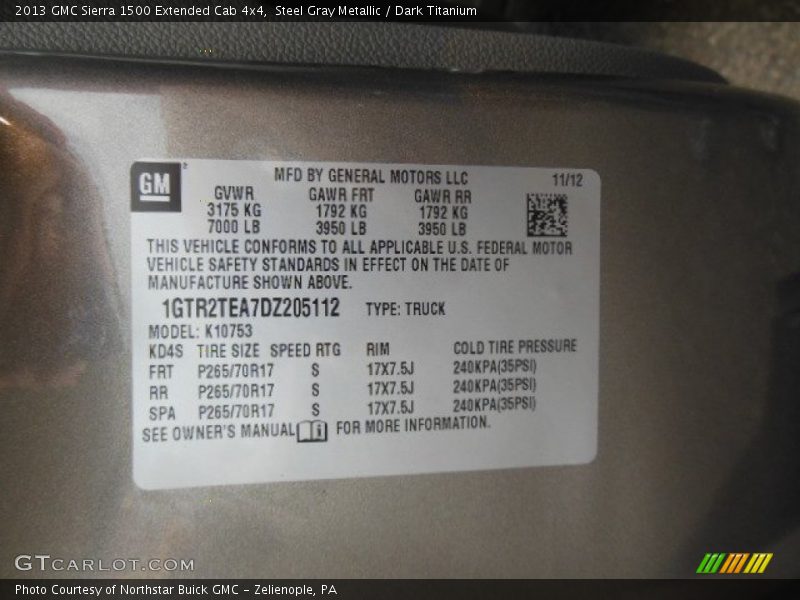 2013 GMC Sierra 1500 Extended Cab 4x4,  Steel Gray Metallic / Dark Titanium
GM
MFD BY GENERAL MOTORS LLC 11/12
GVWR GAWR FRT GAWR RR
3175 KG 1792 KG 1792 KG
7000 LB 3950 LB 3950 LB
THIS VEHICLE CONFORMS TO ALL APPLICABLE U.S. FEDERAL MOTOR
VEHICLE SAFETY STANDARDS IN EFFECT ON THE DATE OF
MANUFACTURE SHOWN ABOVE.
1GTR2TEA7DZ205112 TYPE: TRUCK
MODEL: K10753
KD4S TIRE SIZE SPEED RTG RIM COLD TIRE PRESSURE
FRT P265/70R17 S 17X7.5J 240KPA(35PSI)
RR P265/70R17 S 17X7.5J 240KPA(35PSI)
SPA P265/70R17 S 17X7.5J 240KPA(35PSI)
SEE OWNER'S MANUAL FOR MORE INFORMATION.
GTCARLOT.COM
Photo Courtesy of Northstar Buick GMC - Zelienople, PA